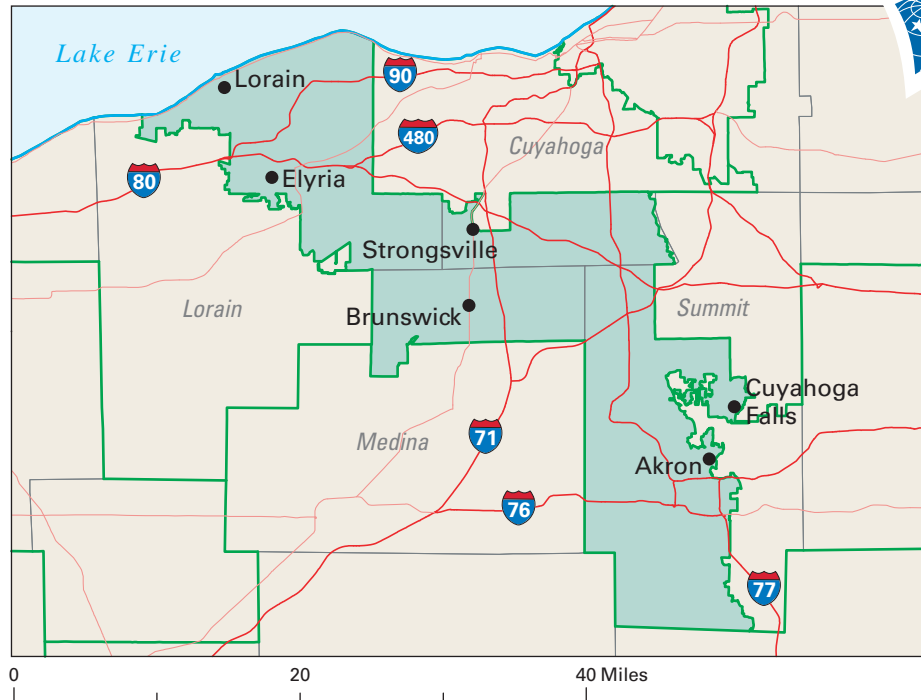 Lake Erie
Lorain
90
480
Cuyahoga
80
Elyria
Strongsville
Lorain
Brunswick
Summit
Cuyahoga
Falls
Medina
71
Akron
76
77
0
20
40 Miles